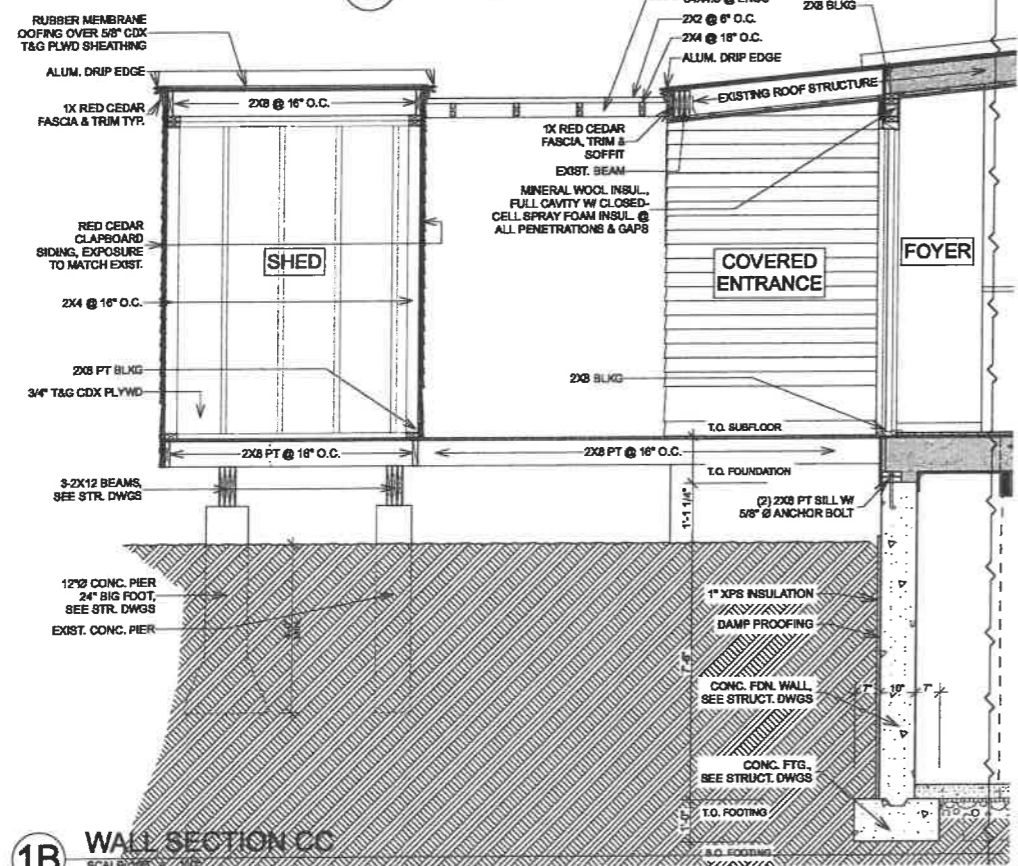 2X8 BLKG
RUBBER MEMBRANE
OOFING OVER 5/8" CDX
T&G PLWD SHEATHING
2X2 @ 6" O.C.
2X4 @ 16" O.C.
ALUM. DRIP EDGE
ALUM. DRIP EDGE
2X8 @ 16" O.C.
EXISTING ROOF STRUCTURE
1X RED CEDAR
FASCIA & TRIM TYP.
1X RED CEDAR
FASCIA, TRIM &
SOFFIT
EXIST. BEAM
MINERAL WOOL INSUL.,
FULL CAVITY W/ CLOSED-
CELL SPRAY FOAM INSUL. @
ALL PENETRATIONS & GAPS
RED CEDAR
CLAPBOARD
SIDING, EXPOSURE
TO MATCH EXIST.
SHED
COVERED
ENTRANCE
FOYER
2X4 @ 16" O.C.
2X8 PT BLKG
2X8 BLKG
3/4" T&G CDX PLYWD
T.O. SUBFLOOR
2X8 PT @ 16" O.C.
2X8 PT @ 16" O.C.
T.O. FOUNDATION
3-2X12 BEAMS,
SEE STR. DWGS
1'-1 1/4"
(2) 2X8 PT SILL W/
5/8" Ø ANCHOR BOLT
12"Ø CONC. PIER
24" BIG FOOT,
SEE STR. DWGS
EXIST. CONC. PIER
1" XPS INSULATION
DAMP PROOFING
CONC. FDN. WALL,
SEE STRUCT. DWGS
7"
10"
7"
CONC. FTG.,
SEE STRUCT. DWGS
T.O. FOOTING
1'-0"
B.O. FOOTING
1B
WALL SECTION CC